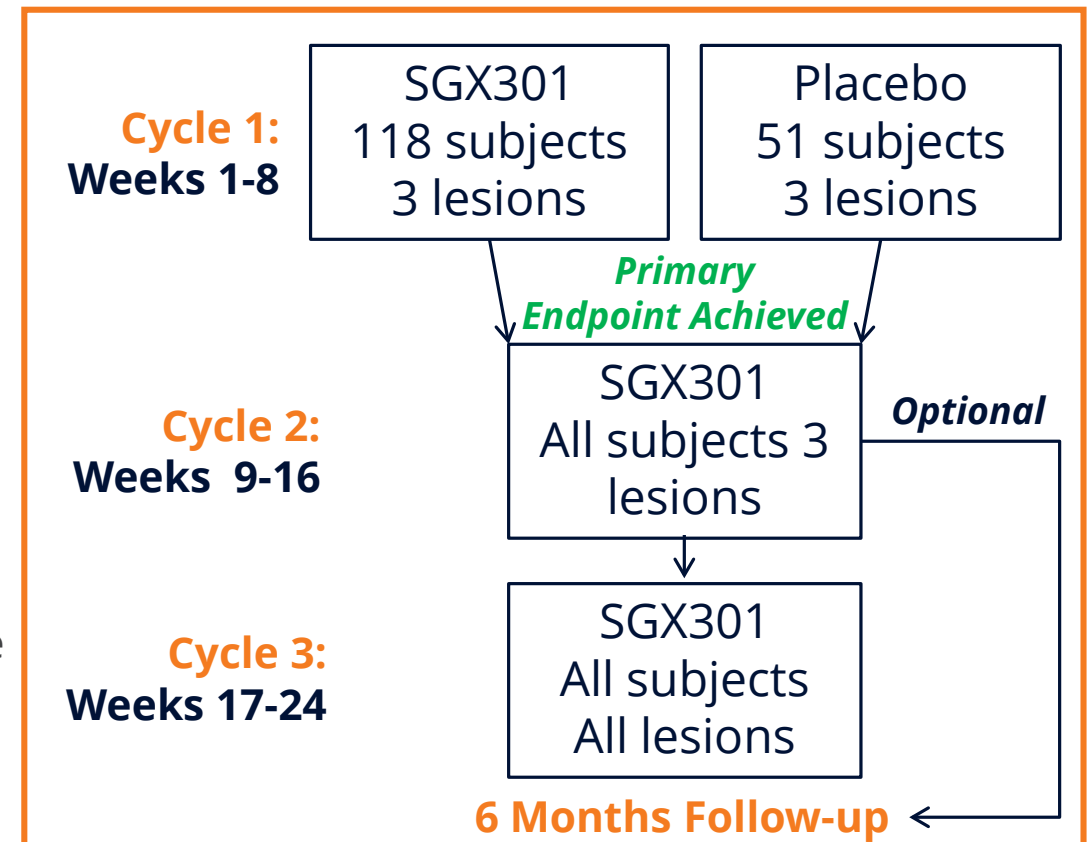 SGX301
118 subjects
3 lesions
Placebo
51 subjects
3 lesions
Cycle 1:
Weeks 1-8
Primary
Endpoint Achieved
SGX301
All subjects 3
lesions
Optional
Cycle 2:
Weeks 9-16
SGX301
All subjects
All lesions
e
Cycle 3:
Weeks 17-24
6 Months Follow-up